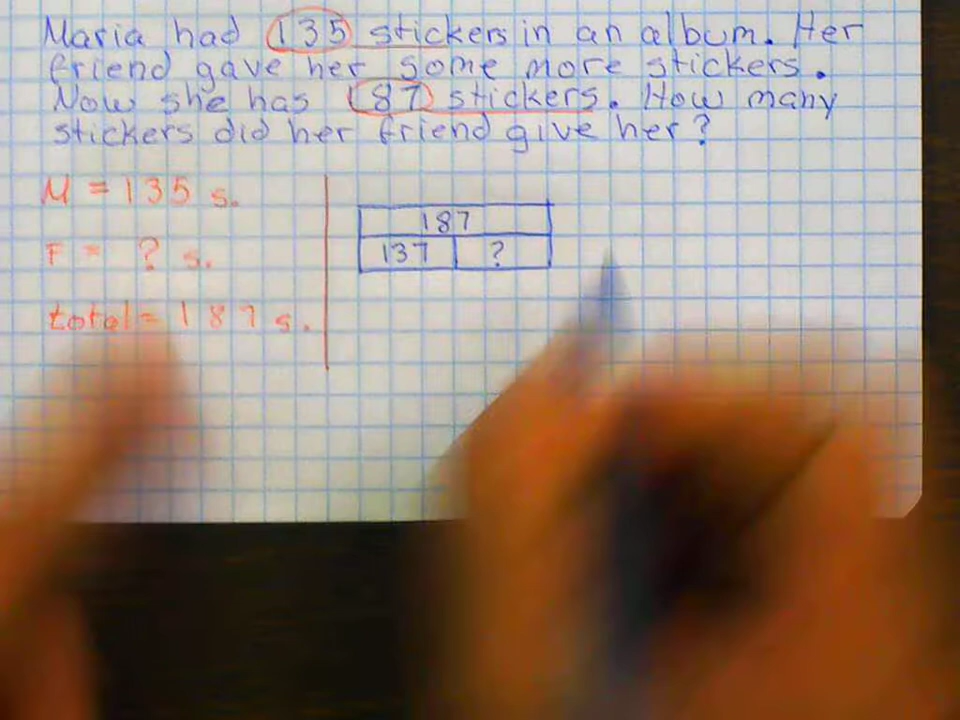 Maria had 135 stickers in an album. Her
friend gave her some more stickers.
Now she has 187 stickers. How many
stickers did her friend give her?
M = 135 s.
F = ? s.
total = 187 s.
187
137 ?